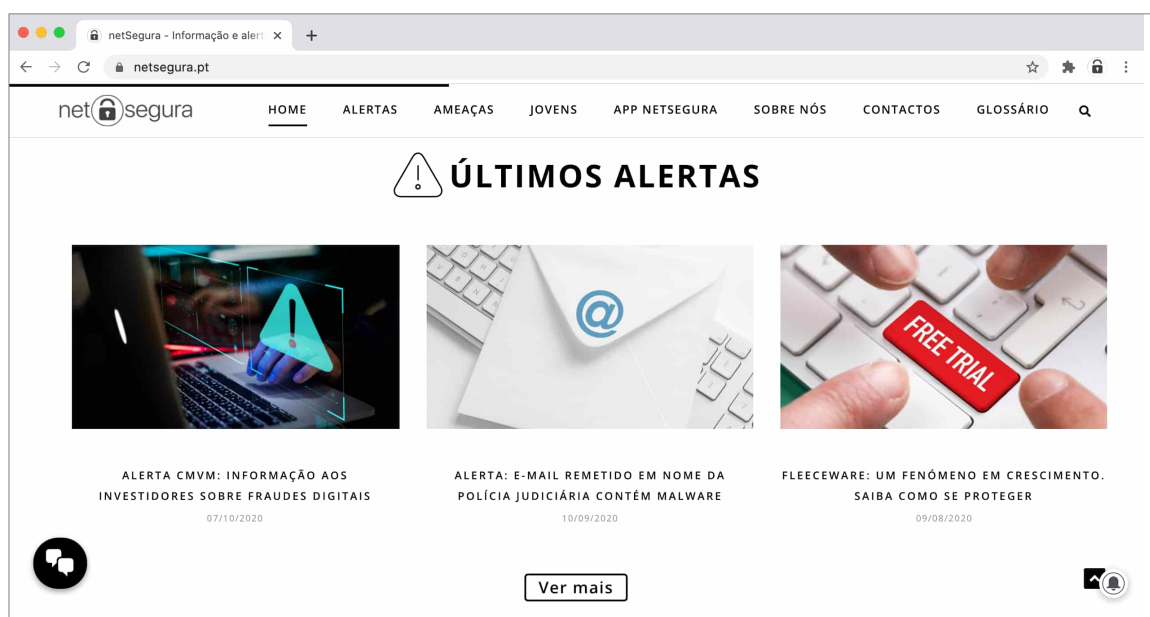 netSegura - Informação e alert
netsegura.pt
net segura
HOME
ALERTAS
AMEAÇAS
JOVENS
APP NETSEGURA
SOBRE NÓS
CONTACTOS
GLOSSÁRIO
ÚLTIMOS ALERTAS
@
FREE TRIAL
ALERTA CMVM: INFORMAÇÃO AOS
INVESTIDORES SOBRE FRAUDES DIGITAIS
07/10/2020
ALERTA: E-MAIL REMETIDO EM NOME DA
POLÍCIA JUDICIÁRIA CONTÉM MALWARE
10/09/2020
FLEECEWARE: UM FENÓMENO EM CRESCIMENTO.
SAIBA COMO SE PROTEGER
09/08/2020
Ver mais